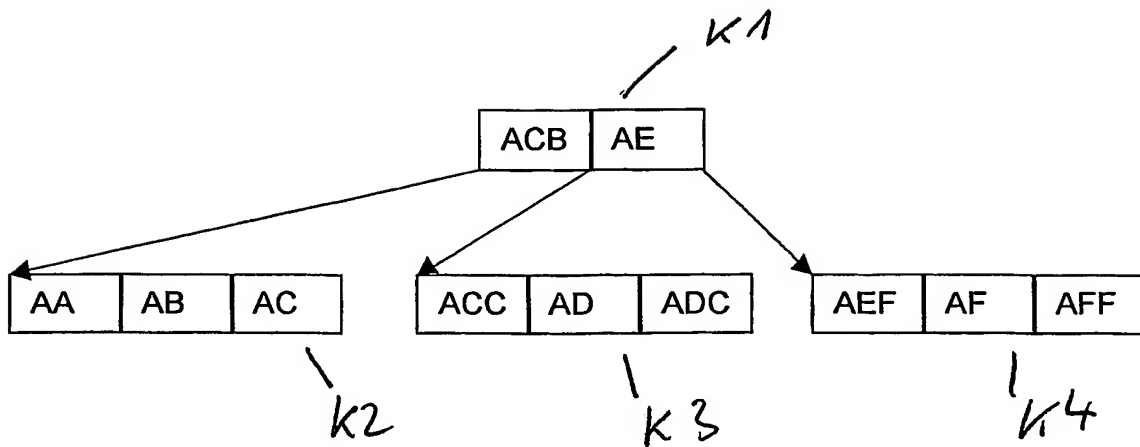 K1
ACB AE
AA AB AC ACC AD ADC AEF AF AFF
K2 K3 K4